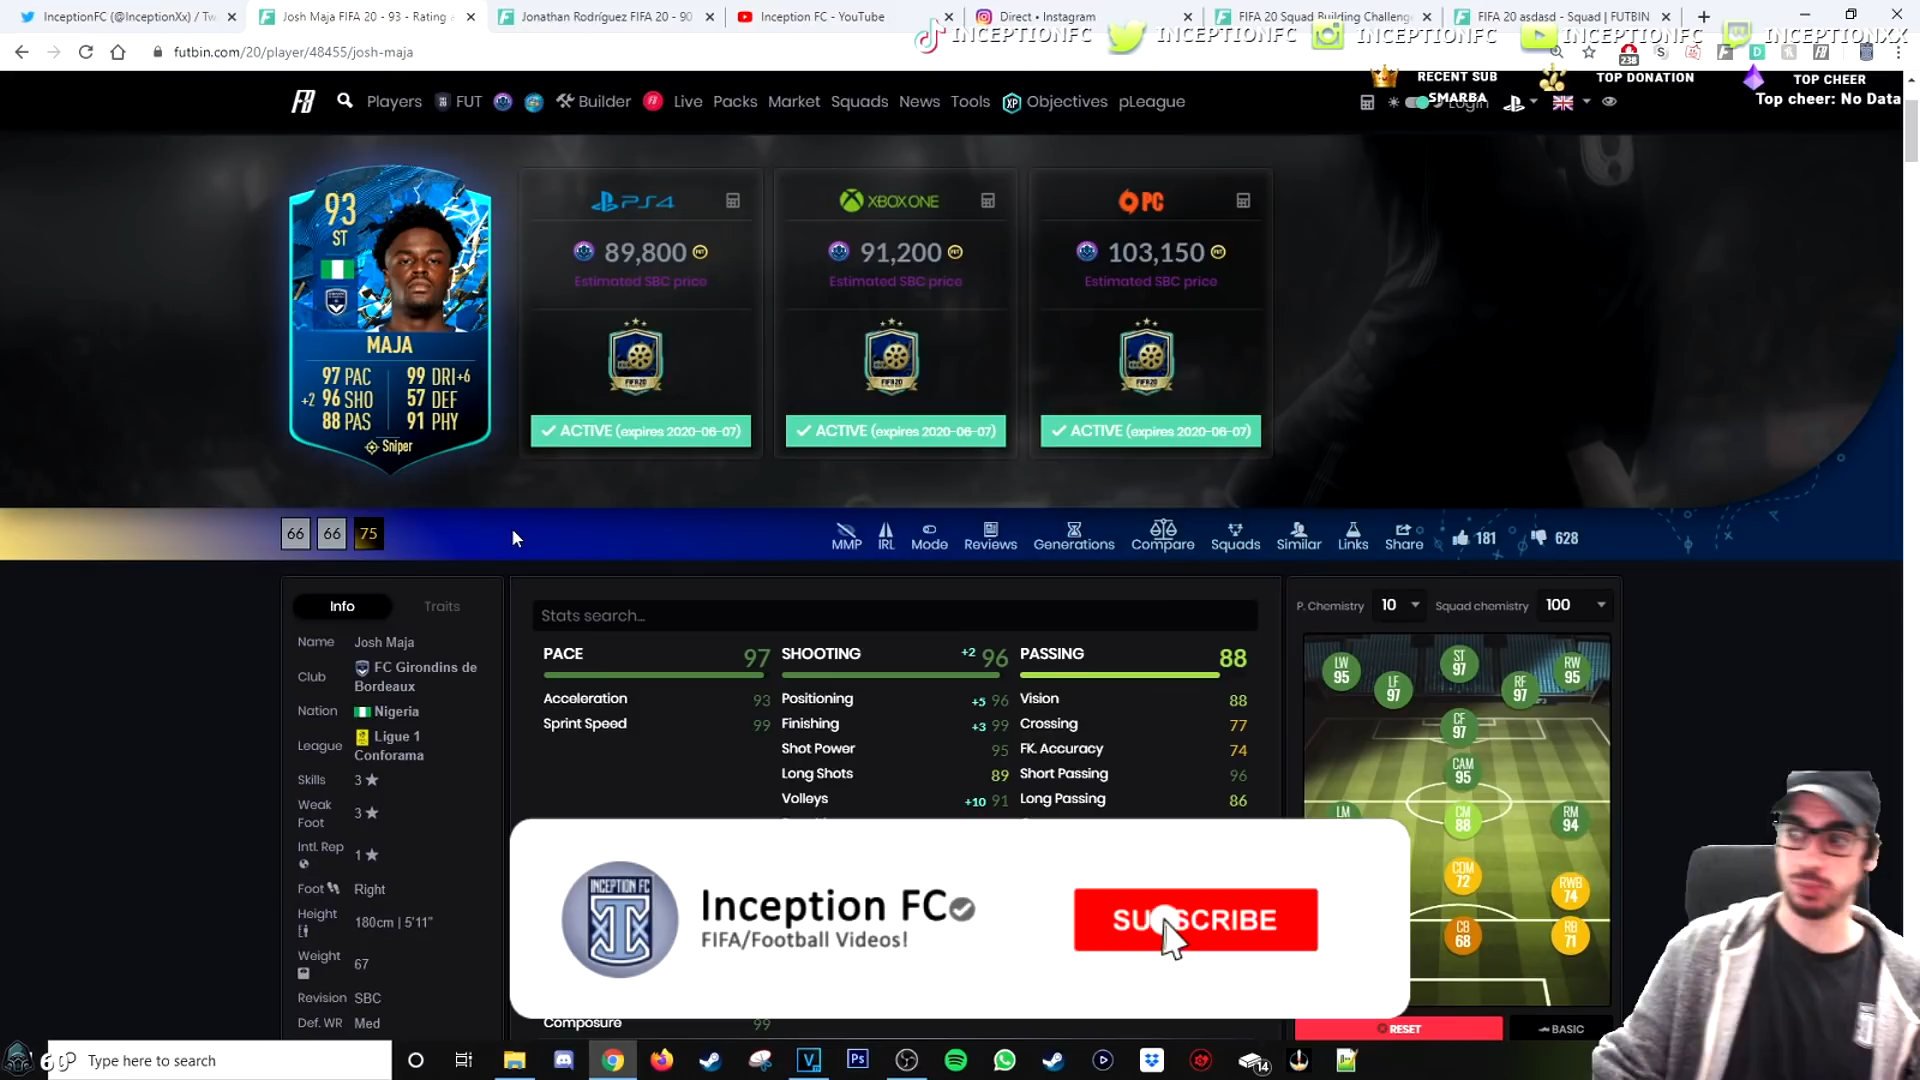 InceptionFC (@InceptionXx) / Tw
Josh Maja FIFA 20 - 93 - Rating a
Jonathan Rodríguez FIFA 20 - 90
Inception FC - YouTube
Direct • Instagram
FIFA 20 Squad Building Challenge
FIFA 20 asdasd - Squad | FUTBIN
futbin.com/20/player/48455/josh-maja
INCEPTIONFC
INCEPTIONFC
INCEPTIONFC
INCEPTIONFC
INCEPTIONXX
238
RECENT SUB
SMARBA
TOP DONATION
TOP CHEER
Top cheer: No Data
Players FUT Builder Live Packs Market Squads News Tools XP Objectives pLeague
Login
93
ST
MAJA
97 PAC 99 DRI+6
+2 96 SHO 57 DEF
88 PAS 91 PHY
Sniper
PS4
89,800
Estimated SBC price
FIFA20
ACTIVE (expires 2020-06-07)
XBOX ONE
91,200
Estimated SBC price
FIFA20
ACTIVE (expires 2020-06-07)
PC
103,150
Estimated SBC price
FIFA20
ACTIVE (expires 2020-06-07)
66 66 75
MMP IRL Mode Reviews Generations Compare Squads Similar Links Share 181 628
Info Traits
Name Josh Maja
Club FC Girondins de
Bordeaux
Nation Nigeria
League Ligue 1
Conforama
Skills 3
Weak
Foot 3
Intl. Rep 1
Foot Right
Height 180cm | 5'11"
Weight 67
Revision SBC
Def. WR Med
Stats search...
PACE 97
Acceleration 93
Sprint Speed 99
SHOOTING +2 96
Positioning +5 96
Finishing +3 99
Shot Power 95
Long Shots 89
Volleys +10 91
PASSING 88
Vision 88
Crossing 77
FK. Accuracy 74
Short Passing 96
Long Passing 86
Composure 99
P. Chemistry 10 Squad chemistry 100
LW 95
ST 97
RW 95
LF 97
RF 97
CF 97
CAM 95
LM
CM 88
RM 94
CDM 72
RWB 74
CB 68
RB 71
RESET BASIC
INCEPTION FC
Inception FC
FIFA/Football Videos!
SUBSCRIBE
60
Type here to search
Ps
14